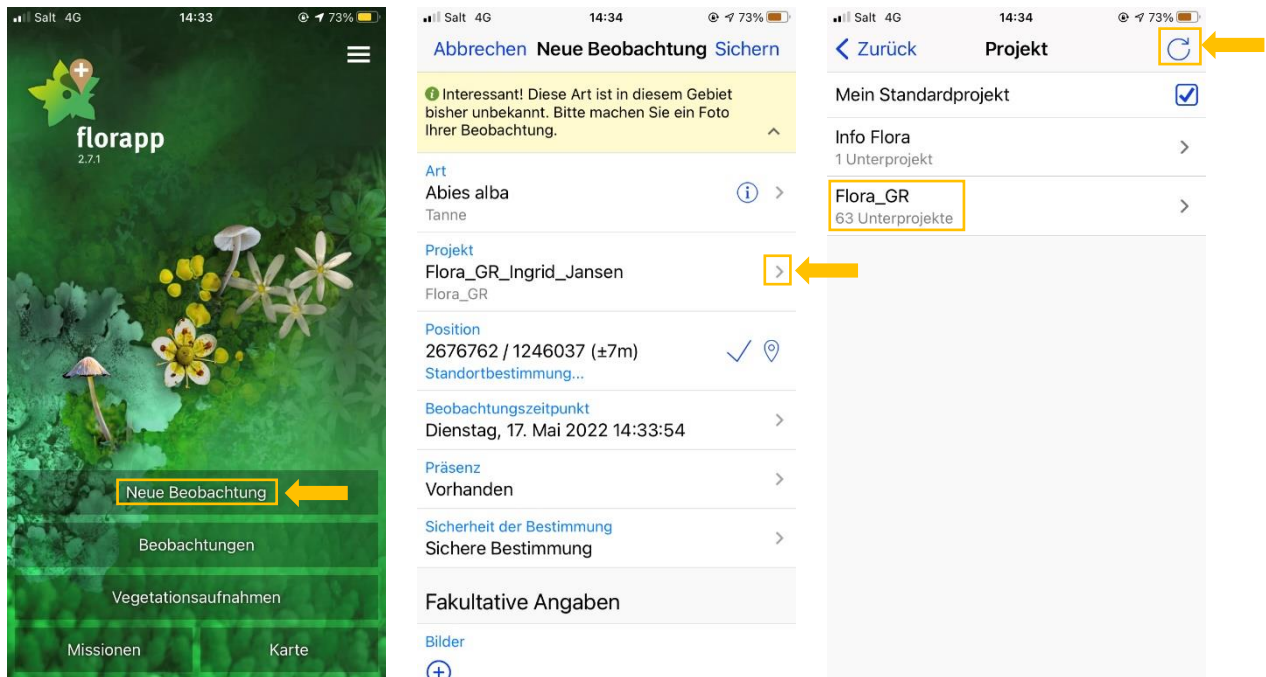 Salt 4G 14:33 73%
florapp
2.7.1
Neue Beobachtung
Beobachtungen
Vegetationsaufnahmen
Missionen Karte
Salt 4G 14:34 73%
Abbrechen Neue Beobachtung Sichern
Interessant! Diese Art ist in diesem Gebiet
bisher unbekannt. Bitte machen Sie ein Foto
Ihrer Beobachtung.
Art
Abies alba
Tanne
Projekt
Flora_GR_Ingrid_Jansen
Flora_GR
Position
2676762 / 1246037 (±7m)
Standortbestimmung...
Beobachtungszeitpunkt
Dienstag, 17. Mai 2022 14:33:54
Präsenz
Vorhanden
Sicherheit der Bestimmung
Sichere Bestimmung
Fakultative Angaben
Bilder
Salt 4G 14:34 73%
Zurück Projekt
Mein Standardprojekt
Info Flora
1 Unterprojekt
Flora_GR
63 Unterprojekte